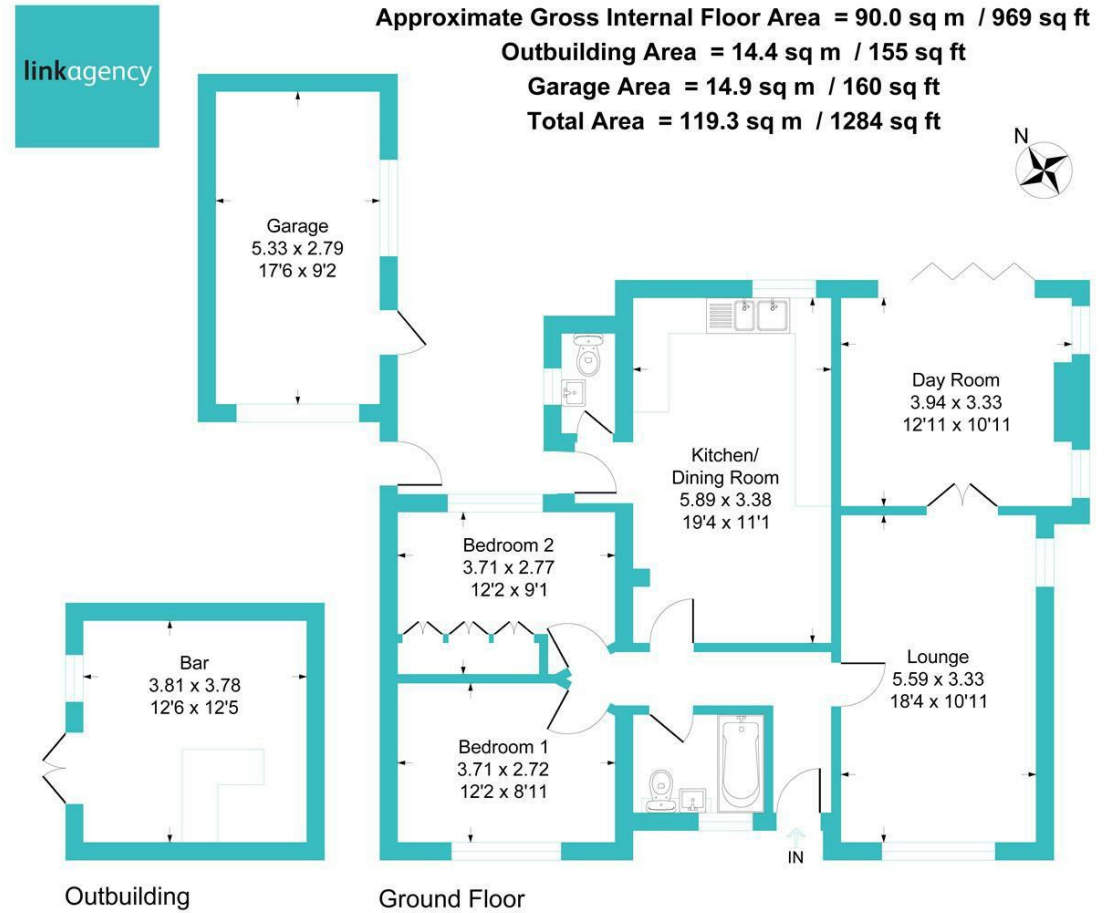 linkagency
Approximate Gross Internal Floor Area = 90.0 sq m / 969 sq ft
Outbuilding Area = 14.4 sq m / 155 sq ft
Garage Area = 14.9 sq m / 160 sq ft
Total Area = 119.3 sq m / 1284 sq ft
N
Garage
5.33 x 2.79
17'6 x 9'2
Day Room
3.94 x 3.33
12'11 x 10'11
Kitchen/
Dining Room
5.89 x 3.38
19'4 x 11'1
Bedroom 2
3.71 x 2.77
12'2 x 9'1
Bar
3.81 x 3.78
12'6 x 12'5
Lounge
5.59 x 3.33
18'4 x 10'11
Bedroom 1
3.71 x 2.72
12'2 x 8'11
IN
Outbuilding
Ground Floor